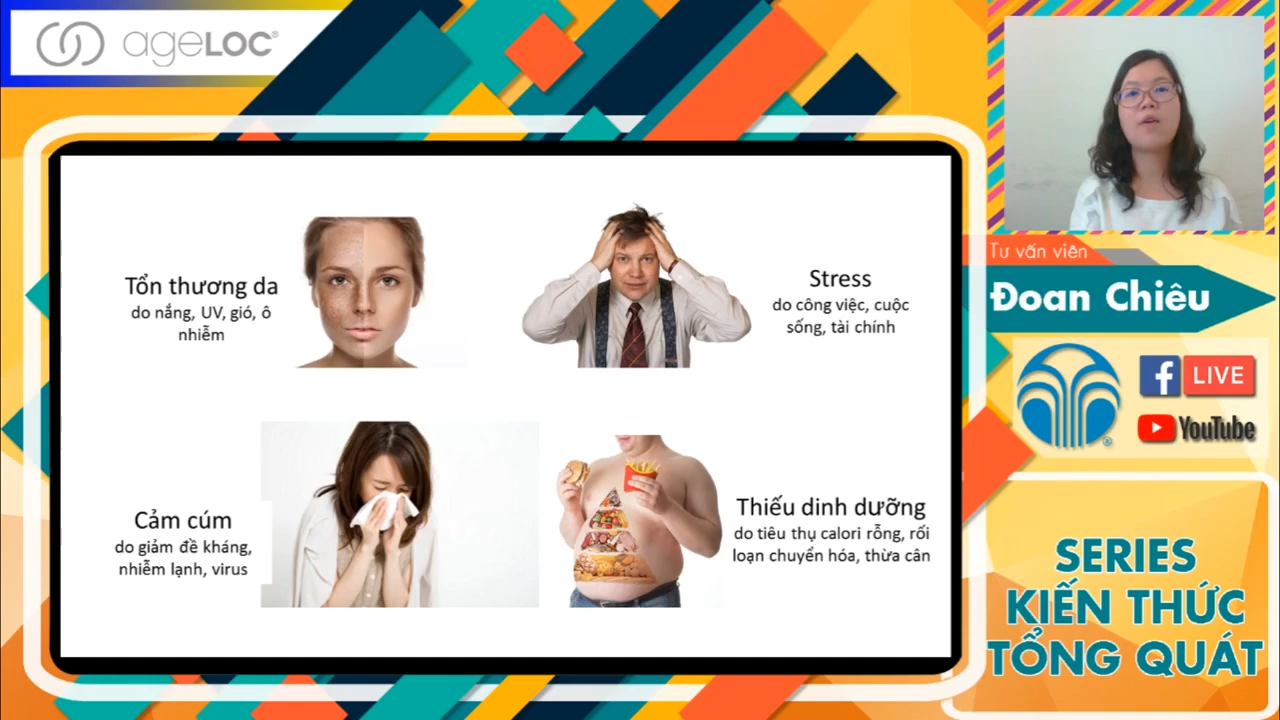 ageLOC®
Tổn thương da
do nắng, UV, gió, ô
nhiễm
Stress
do công việc, cuộc
sống, tài chính
Cảm cúm
do giảm đề kháng,
nhiễm lạnh, virus
Thiếu dinh dưỡng
do tiêu thụ calori rỗng, rối
loạn chuyển hóa, thừa cân
Tư vấn viên
Đoan Chiêu
f LIVE
YouTube
SERIES
KIẾN THỨC
TỔNG QUÁT